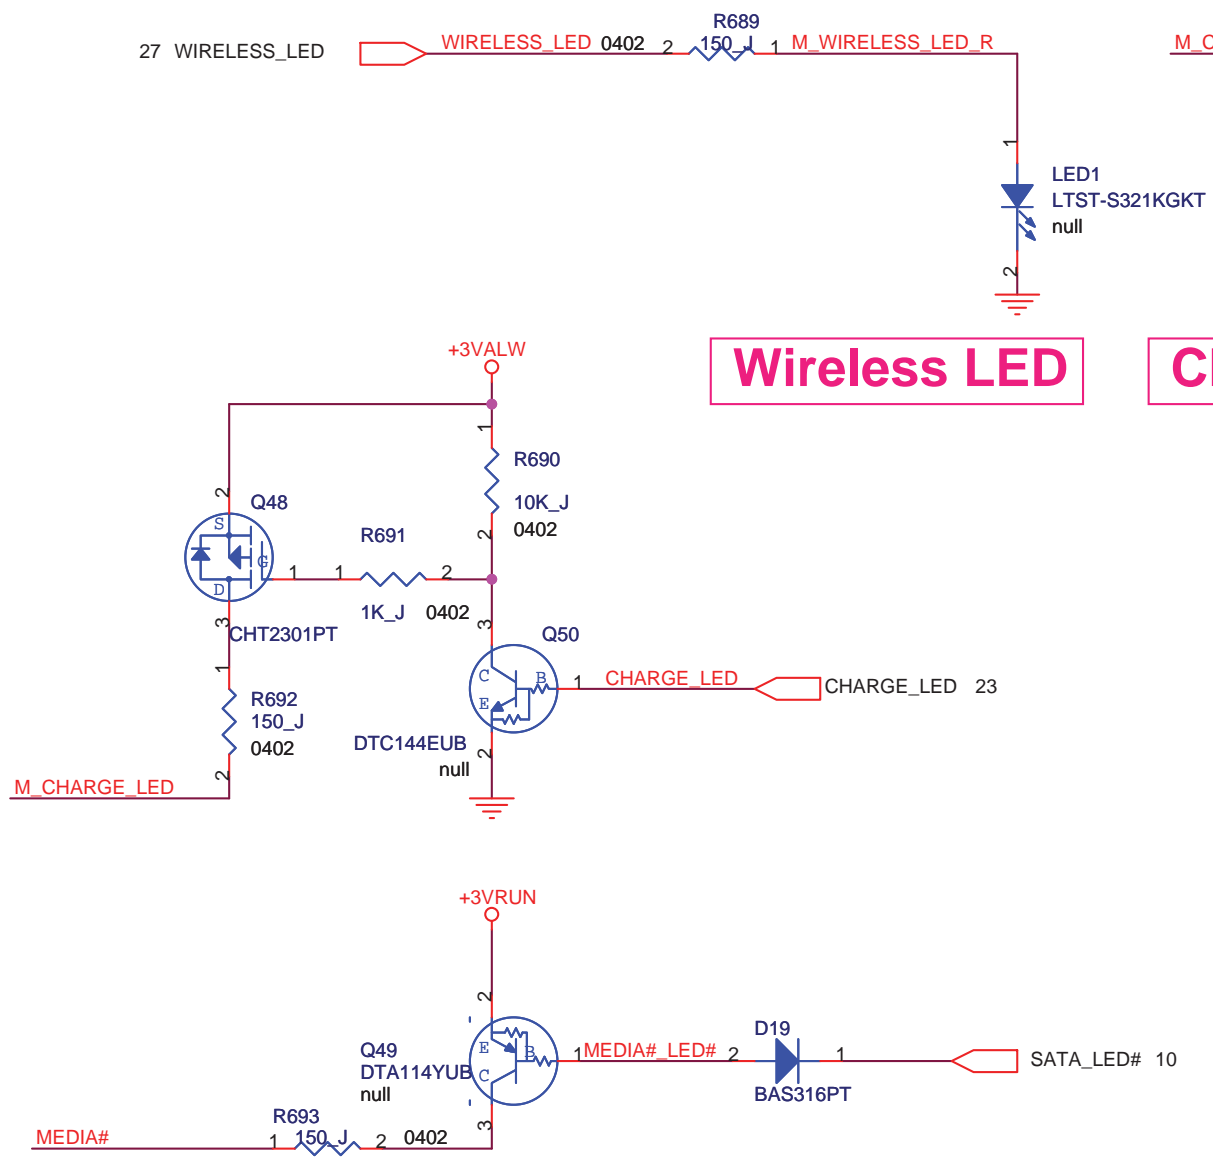 27 WIRELESS_LED
WIRELESS_LED 0402 2
R689
150_J
1 M_WIRELESS_LED_R
M_C
1
LED1
LTST-S321KGKT
null
2
Wireless LED
+3VALW
1
R690
10K_J
0402
2
2
Q48
S
G
D
1
3
CHT2301PT
R691
1 2
1K_J 0402
Q50
3
C
B
E
1
CHARGE_LED
CHARGE_LED 23
DTC144EUB
null
2
1
R692
150_J
0402
2
M_CHARGE_LED
+3VRUN
2
Q49
DTA114YUB
null
E
B
C
1
MEDIA#_LED# 2
D19
BAS316PT
1
SATA_LED# 10
3
R693
MEDIA# 1 150_J 2 0402